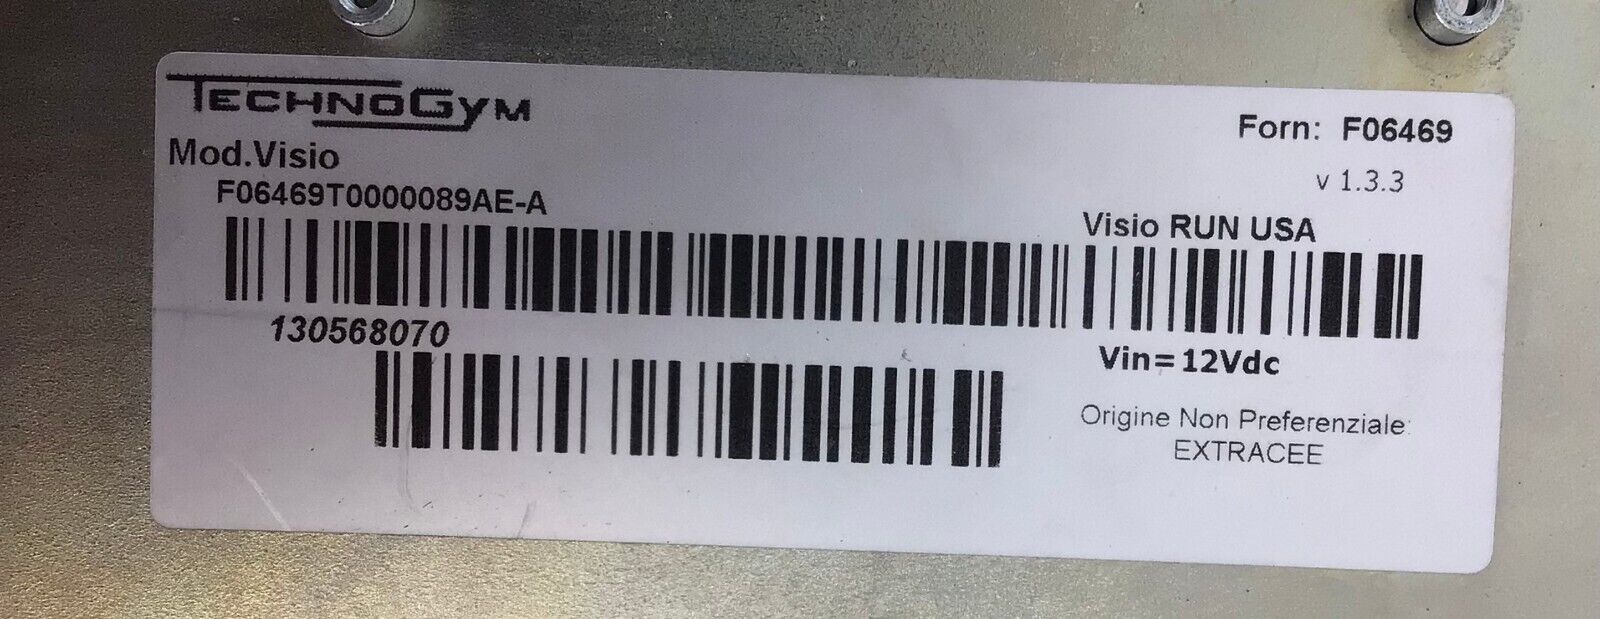 TECHNOGYM
Forn: F06469
Mod.Visio
v 1.3.3
F06469T0000089AE-A
Visio RUN USA
130568070
Vin=12Vdc
Origine Non Preferenziale:
EXTRACEE